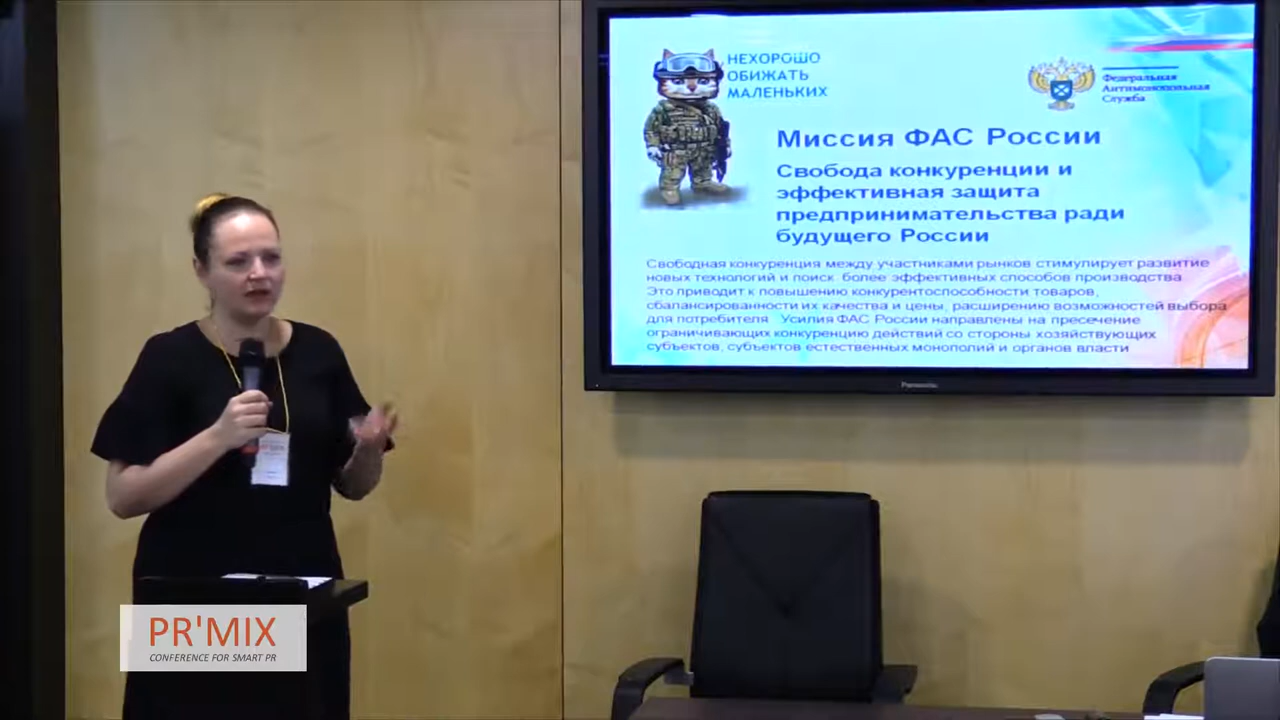 НЕХОРОШО
ОБИЖАТЬ
МАЛЕНЬКИХ
Федеральная
Антимонопольная
Служба
Миссия ФАС России
Свобода конкуренции и
эффективная защита
предпринимательства ради
будущего России
Свободная конкуренция между участниками рынков стимулирует развитие
новых технологий и поиск более эффективных способов производства.
Это приводит к повышению конкурентоспособности товаров,
сбалансированности их качества и цены, расширению возможностей выбора
для потребителя. Усилия ФАС России направлены на пресечение
ограничивающих конкуренцию действий со стороны хозяйствующих
субъектов, субъектов естественных монополий и органов власти
Panasonic
PR'MIX
CONFERENCE FOR SMART PR